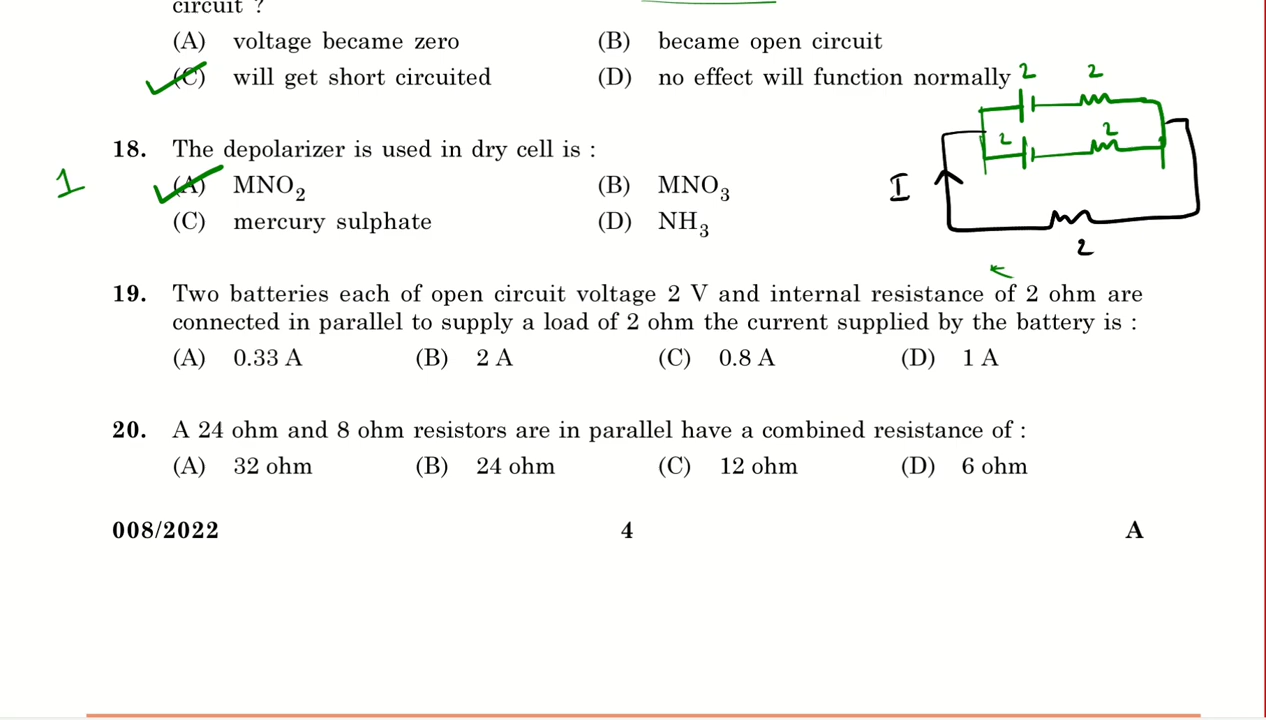 circuit ?
(A) voltage became zero (B) became open circuit
(C) will get short circuited (D) no effect will function normally
2 2
18. The depolarizer is used in dry cell is :
2 2
1 (A) MNO2 (B) MNO3 I
(C) mercury sulphate (D) NH3
2
19. Two batteries each of open circuit voltage 2 V and internal resistance of 2 ohm are
connected in parallel to supply a load of 2 ohm the current supplied by the battery is :
(A) 0.33 A (B) 2 A (C) 0.8 A (D) 1 A
20. A 24 ohm and 8 ohm resistors are in parallel have a combined resistance of :
(A) 32 ohm (B) 24 ohm (C) 12 ohm (D) 6 ohm
008/2022 4 A